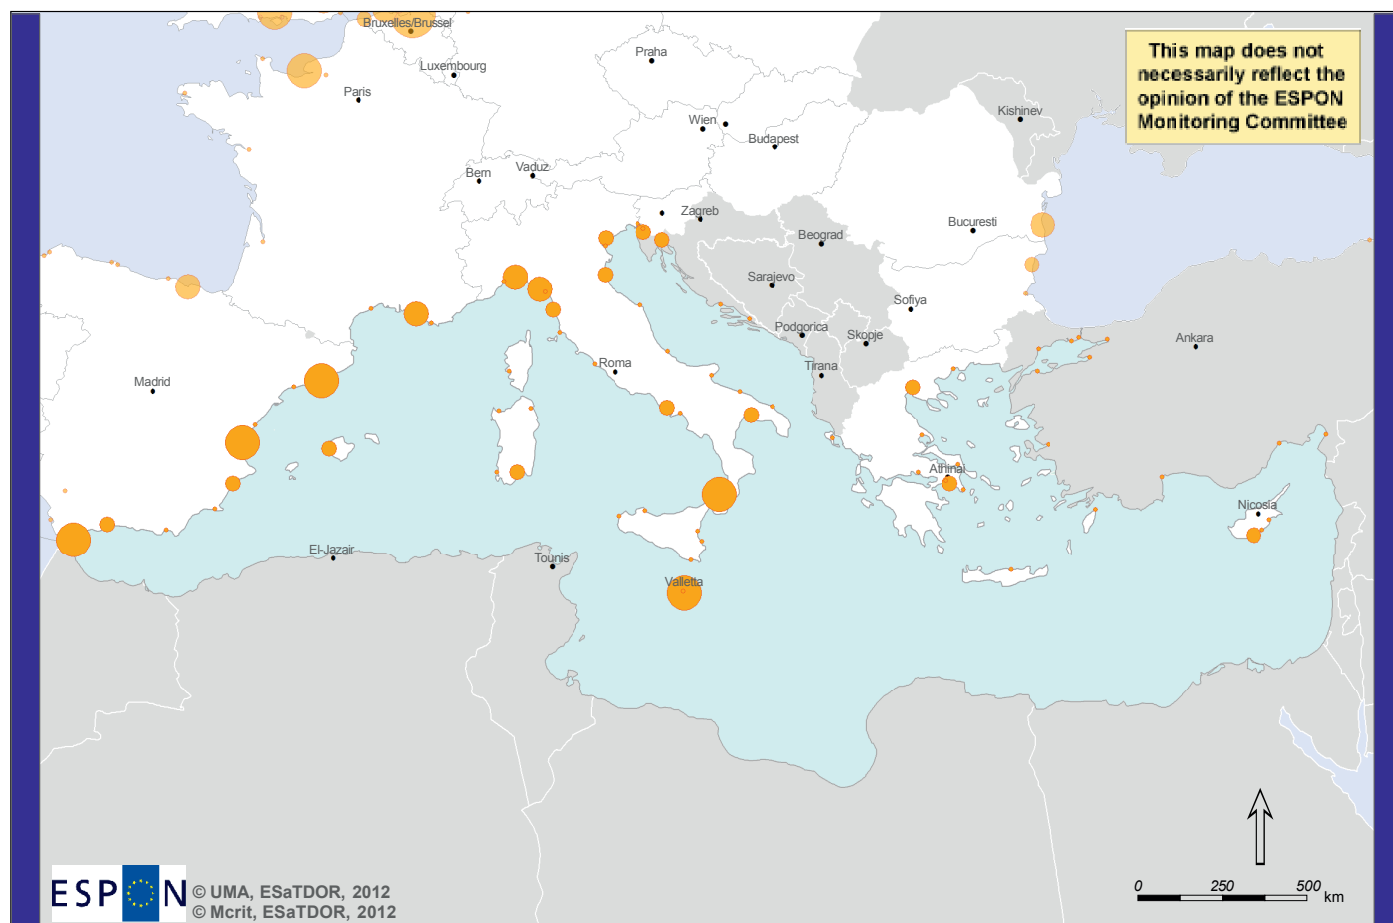 Bruxelles/Brussel
Praha
Luxembourg
Paris
Kishinev
Wien
Budapest
Vaduz
Bern
Zagreb
Bucuresti
Beograd
Sarajevo
Sofiya
Podgorica
Skopje
Ankara
Roma
Tirana
Madrid
Athinai
Nicosia
El-Jazair
Tounis
Valletta
This map does not
necessarily reflect the
opinion of the ESPON
Monitoring Committee
ESPON
© UMA, ESaTDOR, 2012
© Mcrit, ESaTDOR, 2012
0 250 500
km